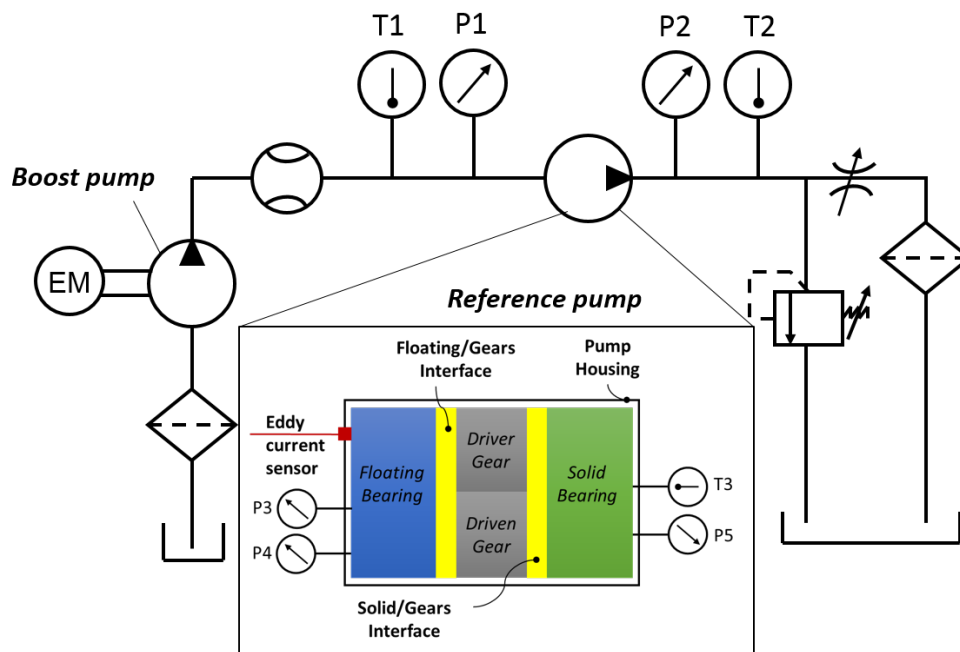 T1
P1
P2
T2
Boost pump
EM
Reference pump
Floating/Gears
Interface
Pump
Housing
Eddy
current
sensor
Floating
Bearing
Driver
Gear
Solid
Bearing
P3
T3
P4
Driven
Gear
P5
Solid/Gears
Interface